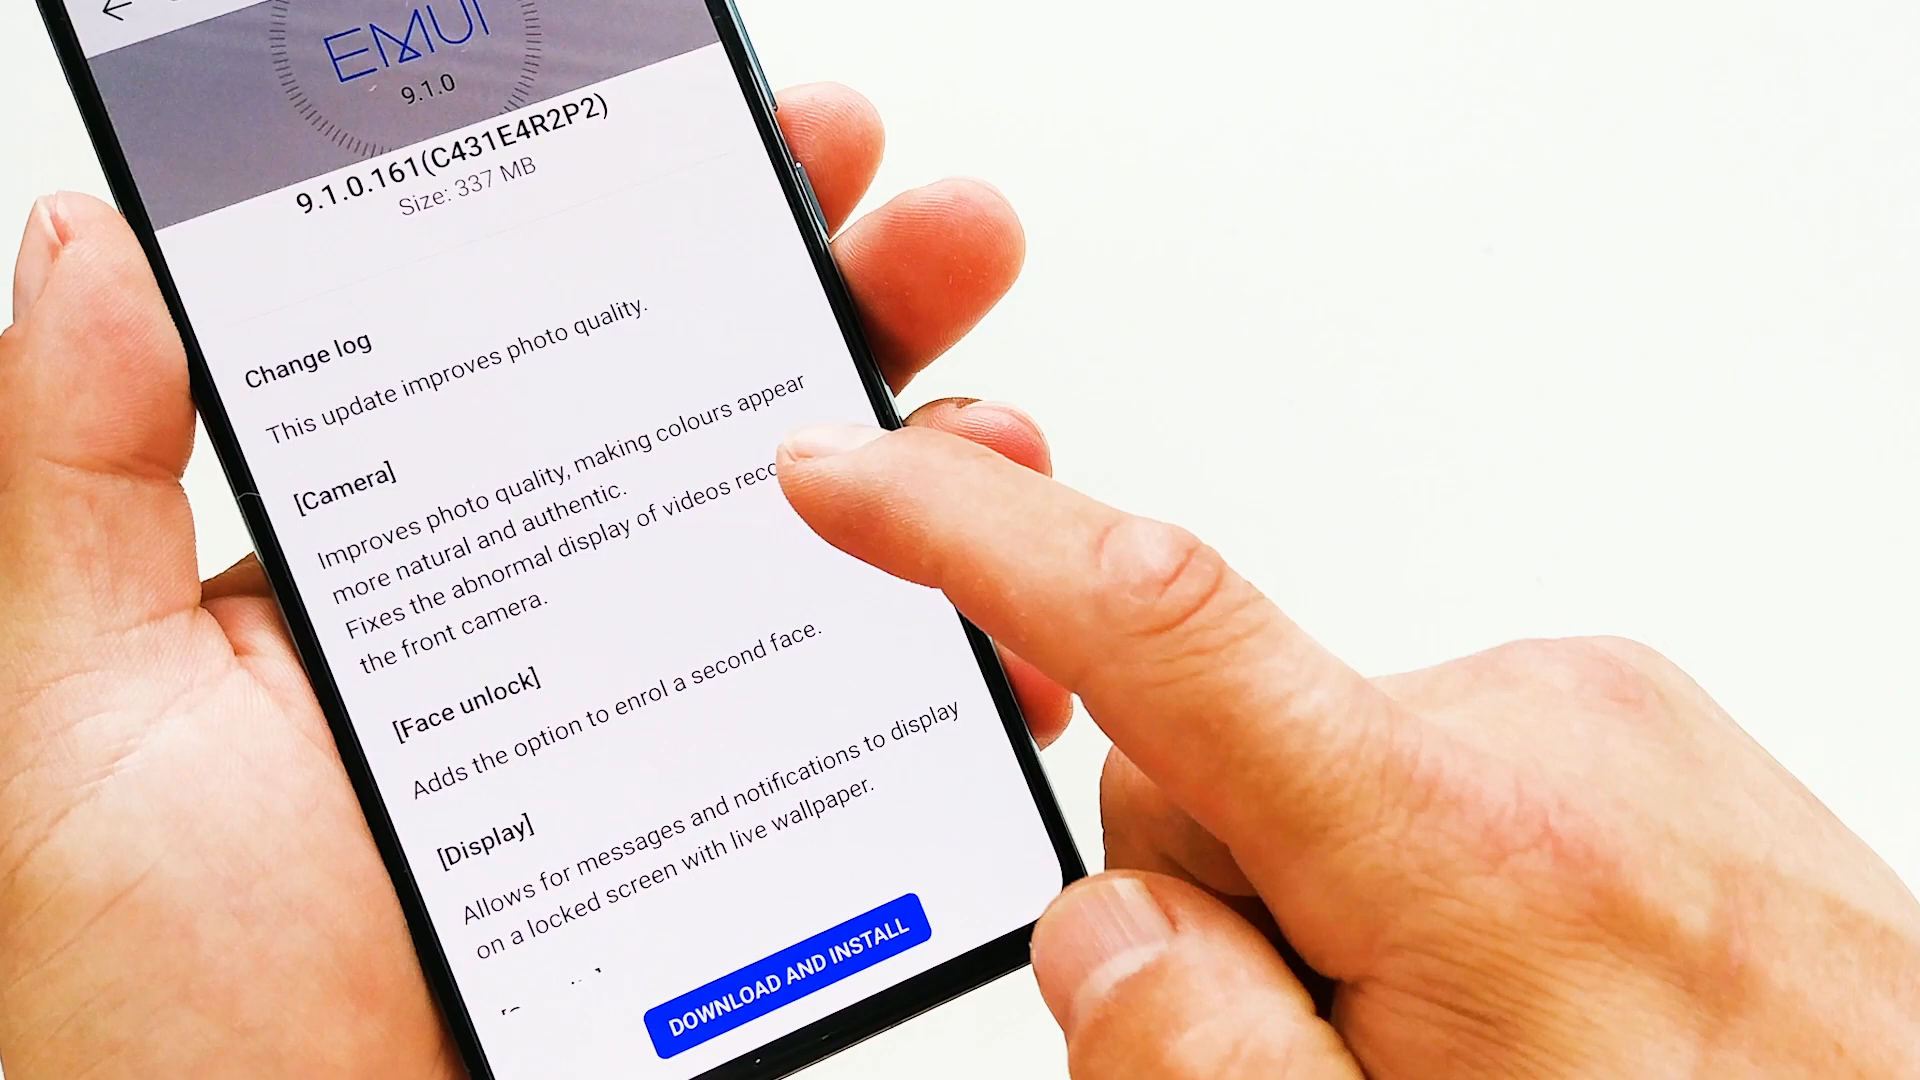 EMUI
9.1.0
9.1.0.161(C431E4R2P2)
Size: 337 MB
Change log
This update improves photo quality.
[Camera]
Improves photo quality, making colours appear
more natural and authentic.
Fixes the abnormal display of videos reco
the front camera.
[Face unlock]
Adds the option to enrol a second face.
[Display]
Allows for messages and notifications to display
on a locked screen with live wallpaper.
DOWNLOAD AND INSTALL